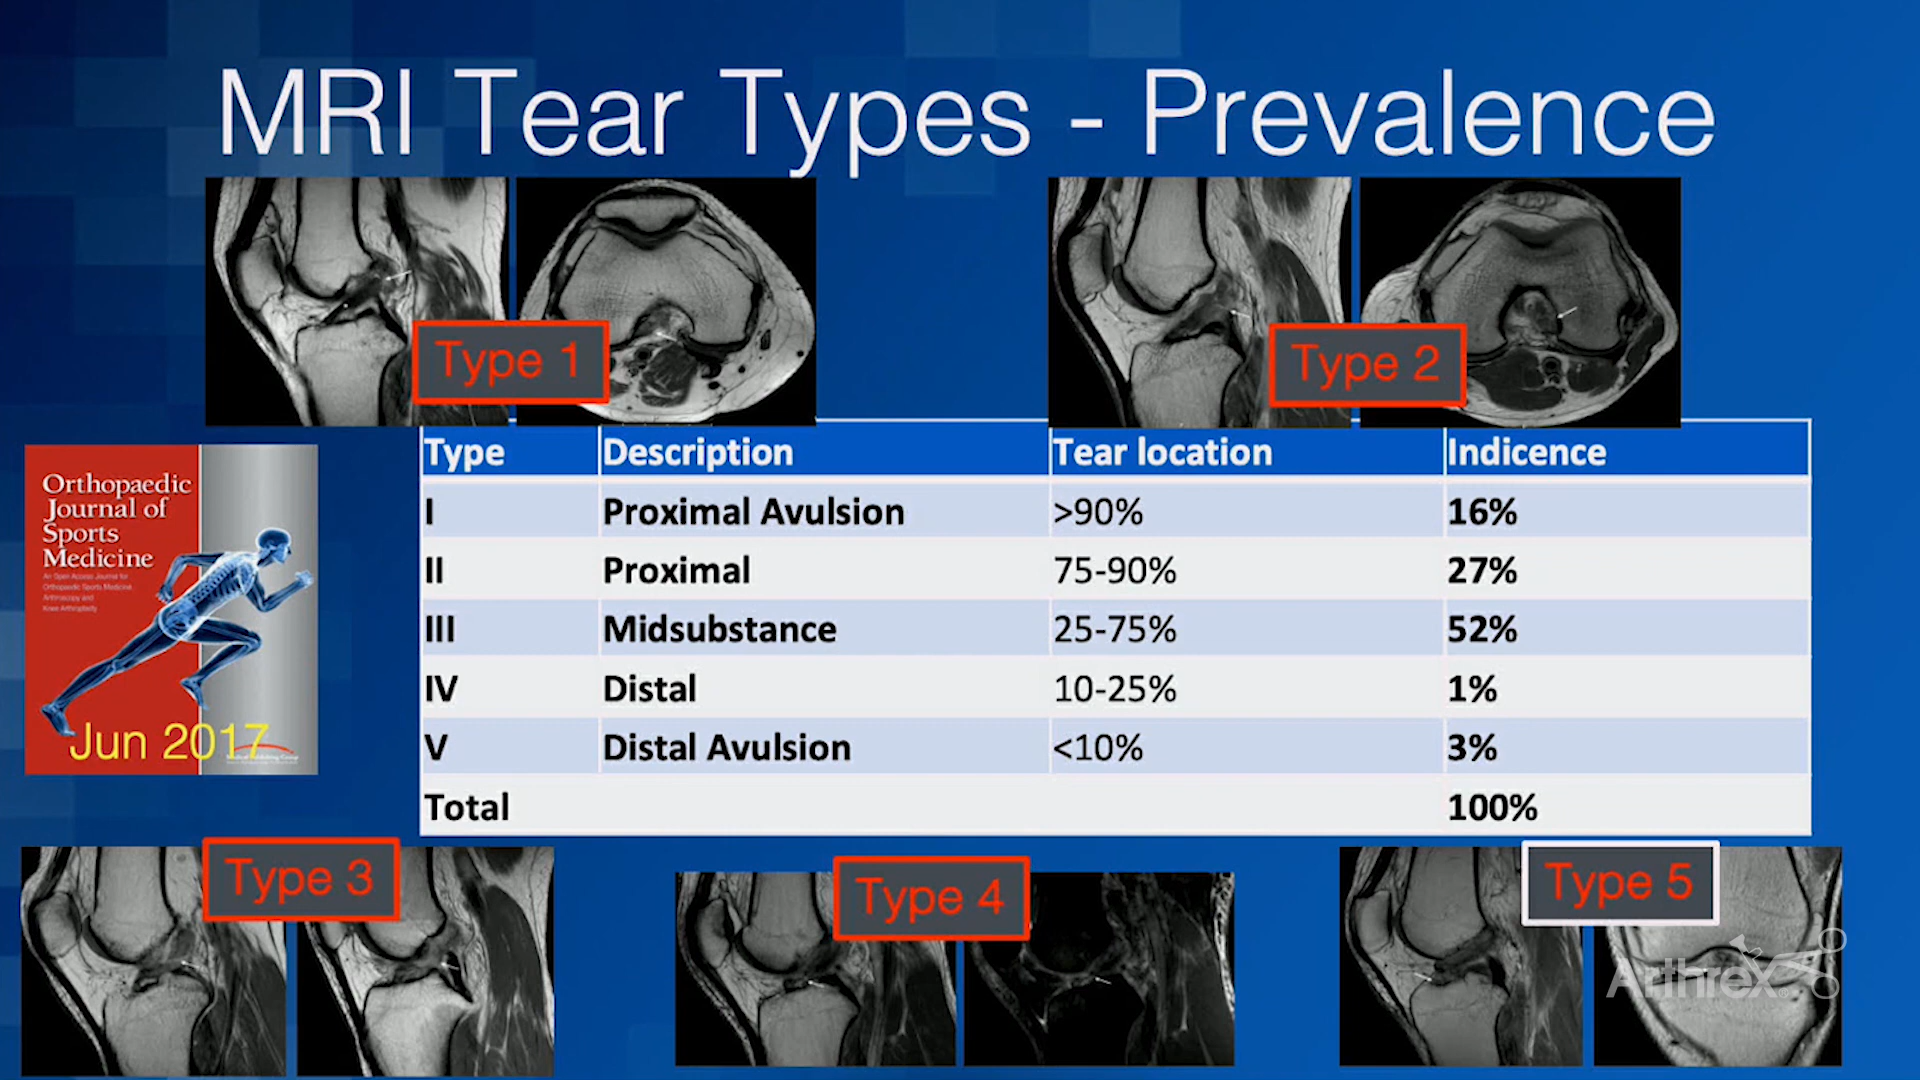 MRI Tear Types - Prevalence
Type 1
Type 2
Type Description Tear location Indicence
I Proximal Avulsion >90% 16%
II Proximal 75-90% 27%
III Midsubstance 25-75% 52%
IV Distal 10-25% 1%
V Distal Avulsion <10% 3%
Total 100%
Orthopaedic
Journal of
Sports
Medicine
An Open Access Journal for
Orthopaedic Sports Medicine,
Arthroscopy and
Knee Arthroplasty
Jun 2017
Type 3
Type 4
Type 5
Arthrex